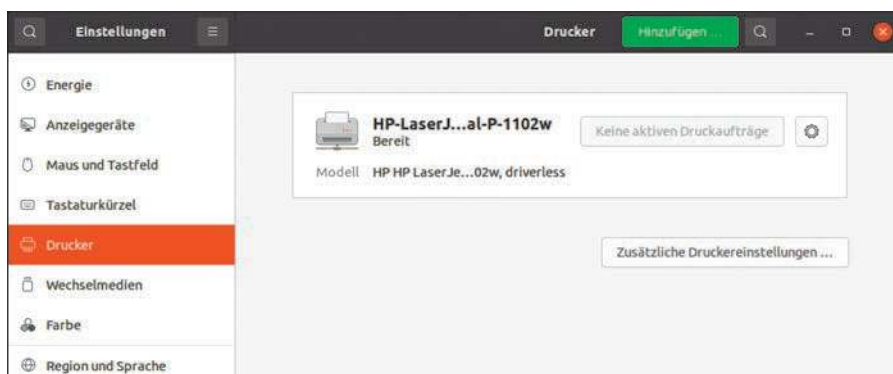 Einstellungen
Drucker
Hinzufügen ...
Energie
Anzeigegeräte
Maus und Tastfeld
Tastaturkürzel
Drucker
Wechselmedien
Farbe
Region und Sprache
HP-LaserJ...al-P-1102w
Bereit
Keine aktiven Druckaufträge
Modell HP HP LaserJe...02w, driverless
Zusätzliche Druckereinstellungen ...